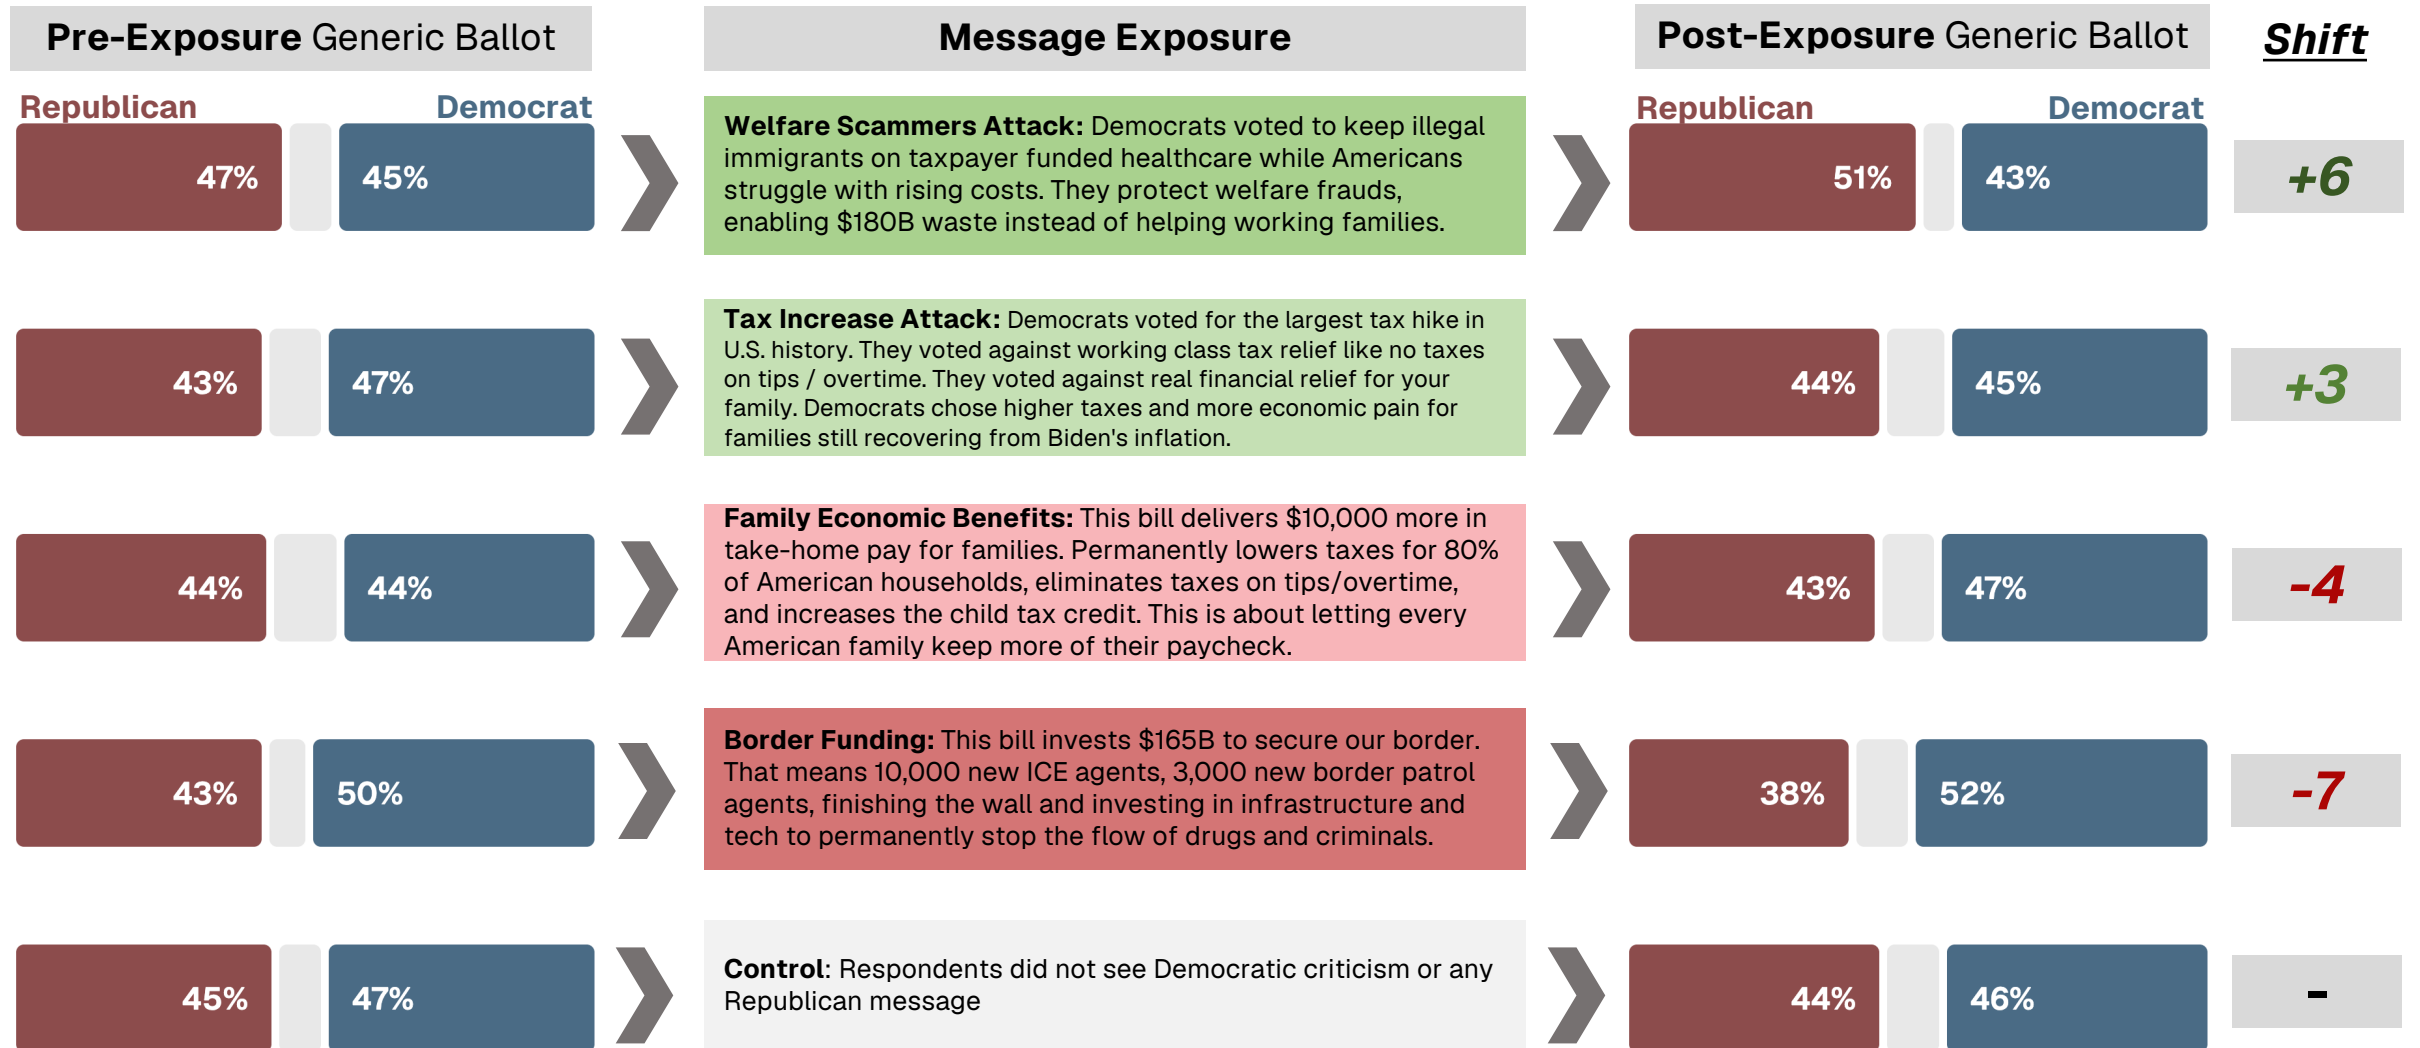 Pre-Exposure Generic Ballot
Message Exposure
Post-Exposure Generic Ballot
Shift
Republican
Democrat
Republican
Democrat
47%
45%
Welfare Scammers Attack: Democrats voted to keep illegal
immigrants on taxpayer funded healthcare while Americans
struggle with rising costs. They protect welfare frauds,
enabling $180B waste instead of helping working families.
51%
43%
+6
43%
47%
Tax Increase Attack: Democrats voted for the largest tax hike in
U.S. history. They voted against working class tax relief like no taxes
on tips / overtime. They voted against real financial relief for your
family. Democrats chose higher taxes and more economic pain for
families still recovering from Biden's inflation.
44%
45%
+3
44%
44%
Family Economic Benefits: This bill delivers $10,000 more in
take-home pay for families. Permanently lowers taxes for 80%
of American households, eliminates taxes on tips/overtime,
and increases the child tax credit. This is about letting every
American family keep more of their paycheck.
43%
47%
-4
43%
50%
Border Funding: This bill invests $165B to secure our border.
That means 10,000 new ICE agents, 3,000 new border patrol
agents, finishing the wall and investing in infrastructure and
tech to permanently stop the flow of drugs and criminals.
38%
52%
-7
45%
47%
Control: Respondents did not see Democratic criticism or any
Republican message
44%
46%
-